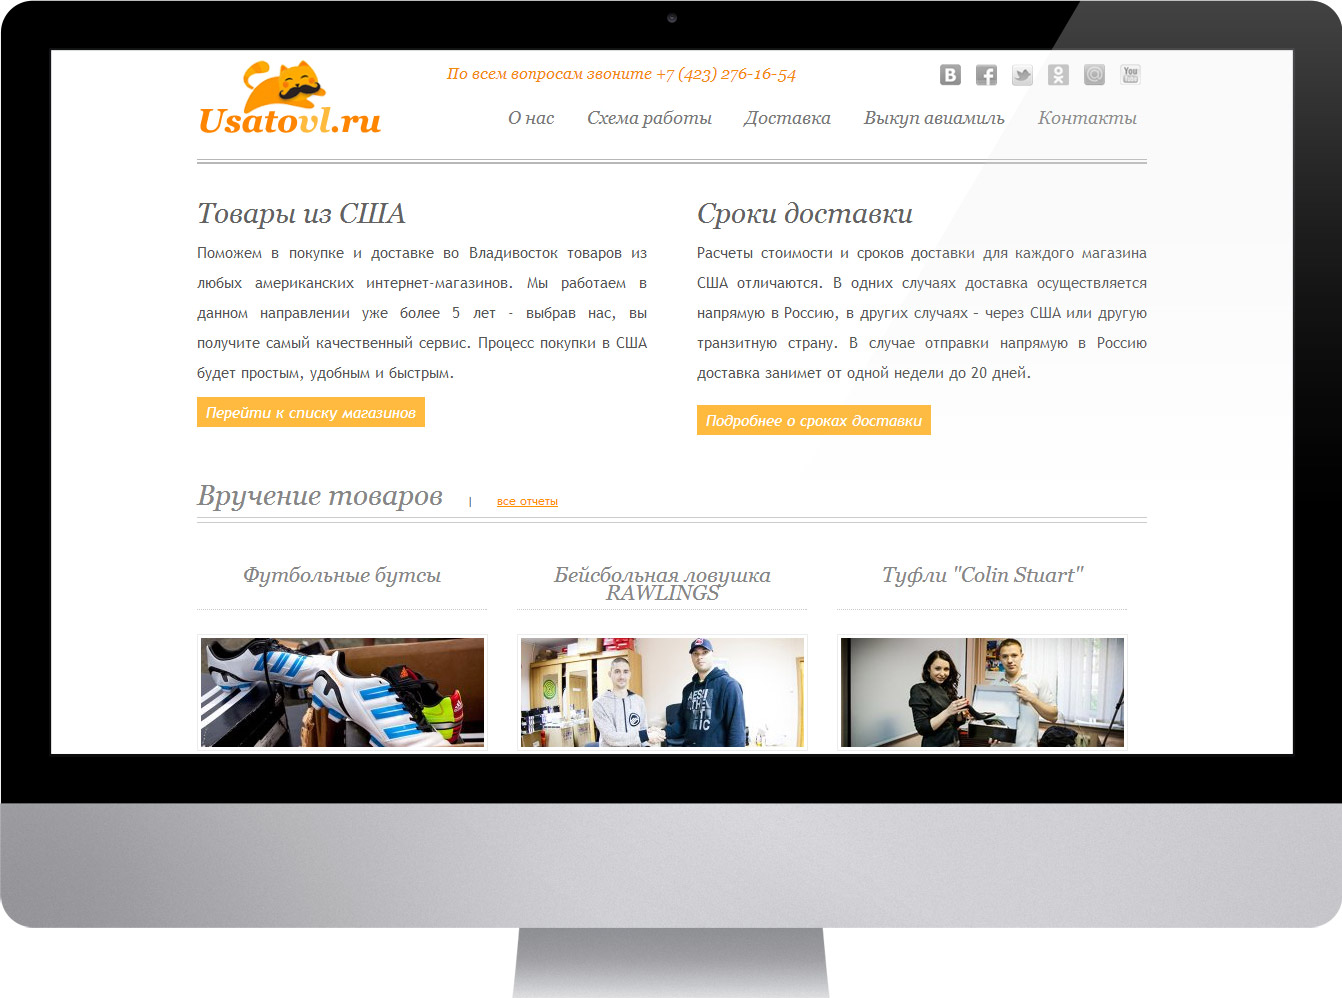 По всем вопросам звоните +7 (423) 276-16-54
Usatovl.ru
О нас Схема работы Доставка Выкуп авиамиль Контакты
Товары из США
Поможем в покупке и доставке во Владивосток товаров из
любых американских интернет-магазинов. Мы работаем в
данном направлении уже более 5 лет - выбрав нас, вы
получите самый качественный сервис. Процесс покупки в США
будет простым, удобным и быстрым.
Перейти к списку магазинов
Сроки доставки
Расчеты стоимости и сроков доставки для каждого магазина
США отличаются. В одних случаях доставка осуществляется
напрямую в Россию, в других случаях – через США или другую
транзитную страну. В случае отправки напрямую в Россию
доставка занимет от одной недели до 20 дней.
Подробнее о сроках доставки
Вручение товаров | все отчеты
Футбольные бутсы
Бейсбольная ловушка
RAWLINGS
Туфли "Colin Stuart"